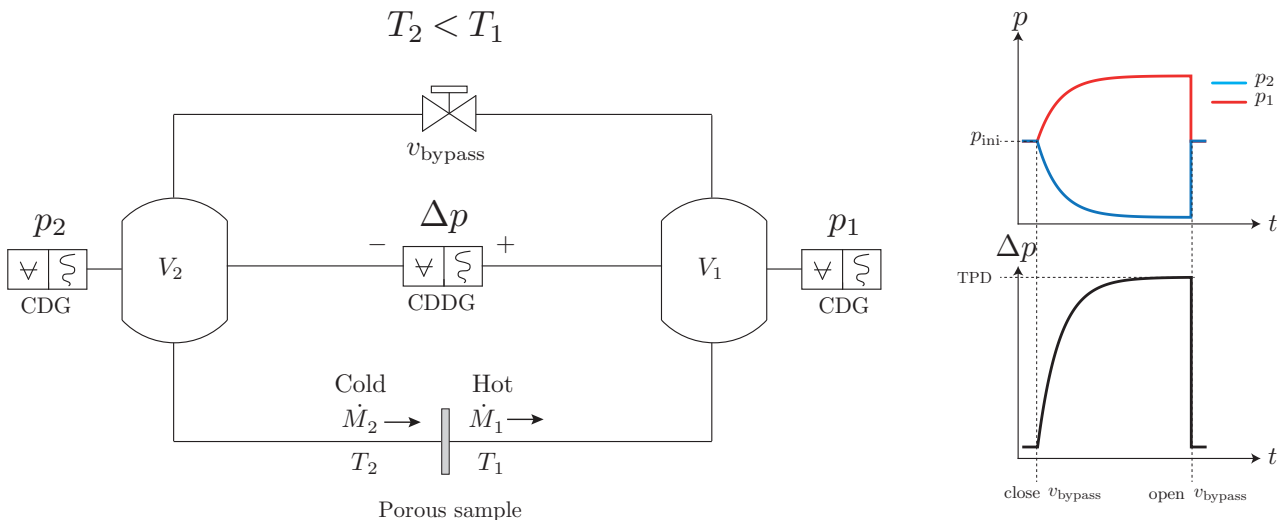 T₂ < T₁
v_bypass
p₂
CDG
V₂
− Δp +
CDDG
V₁
p₁
CDG
Cold
Ṁ₂
T₂
Hot
Ṁ₁
T₁
Porous sample
p
p₂
p₁
p_ini
t
Δp
TPD
t
close v_bypass
open v_bypass